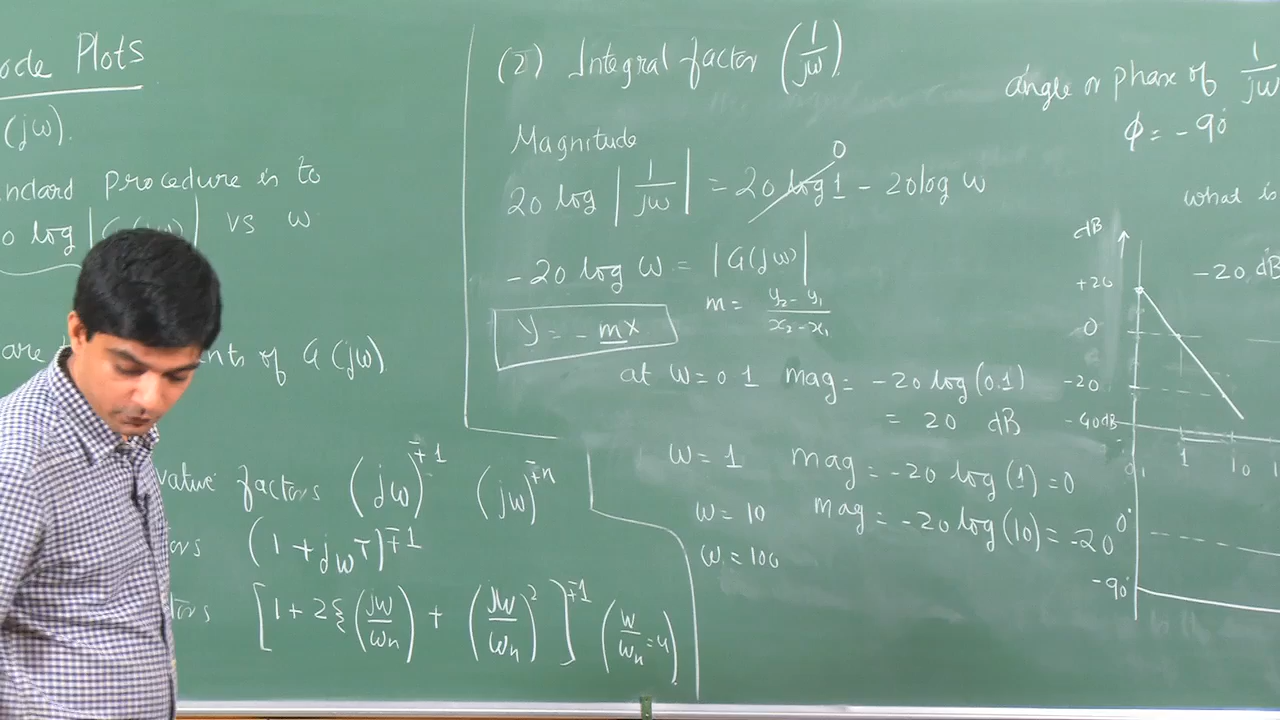 ode Plots
(jω).
ndard procedure is to
0 log |G(jω)| vs ω
are
nts of G(jω)
vative factors (jω)^∓1 (jω)^∓n
ors (1+jωT)^∓1
tors [1+2ξ(jω/ωn) + (jω/ωn)²]^∓1 (ω/ωn = u)
(2) Integral factor (1/jω).
Magnitude
20 log |1/jω| = 20 log 1 - 20 log ω
0
-20 log ω = |G(jω)|
y = -mx
m = y₂-y₁/x₂-x₁
at ω=0.1 mag = -20 log(0.1)
= 20 dB
ω=1 mag = -20 log(1) = 0
ω=10 mag = -20 log(10) = -20
ω=100
angle or phase of 1/jω
φ = -90°
what is
dB
-20 dB
+20
0
-20
-40dB
0.1 1 10 1
0°
-90°